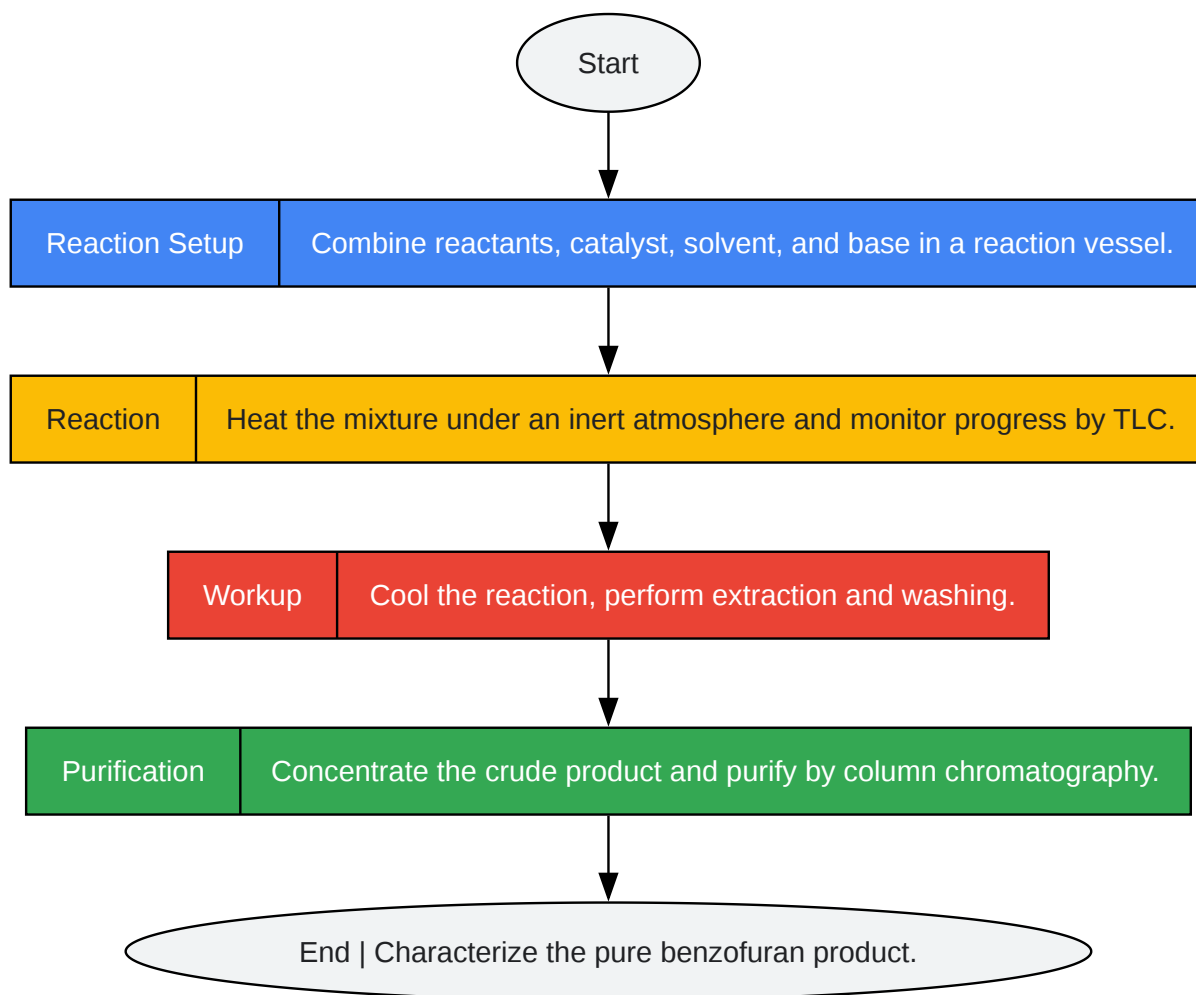 Start
Reaction Setup
Combine reactants, catalyst, solvent, and base in a reaction vessel.
Reaction
Heat the mixture under an inert atmosphere and monitor progress by TLC.
Workup
Cool the reaction, perform extraction and washing.
Purification
Concentrate the crude product and purify by column chromatography.
End | Characterize the pure benzofuran product.